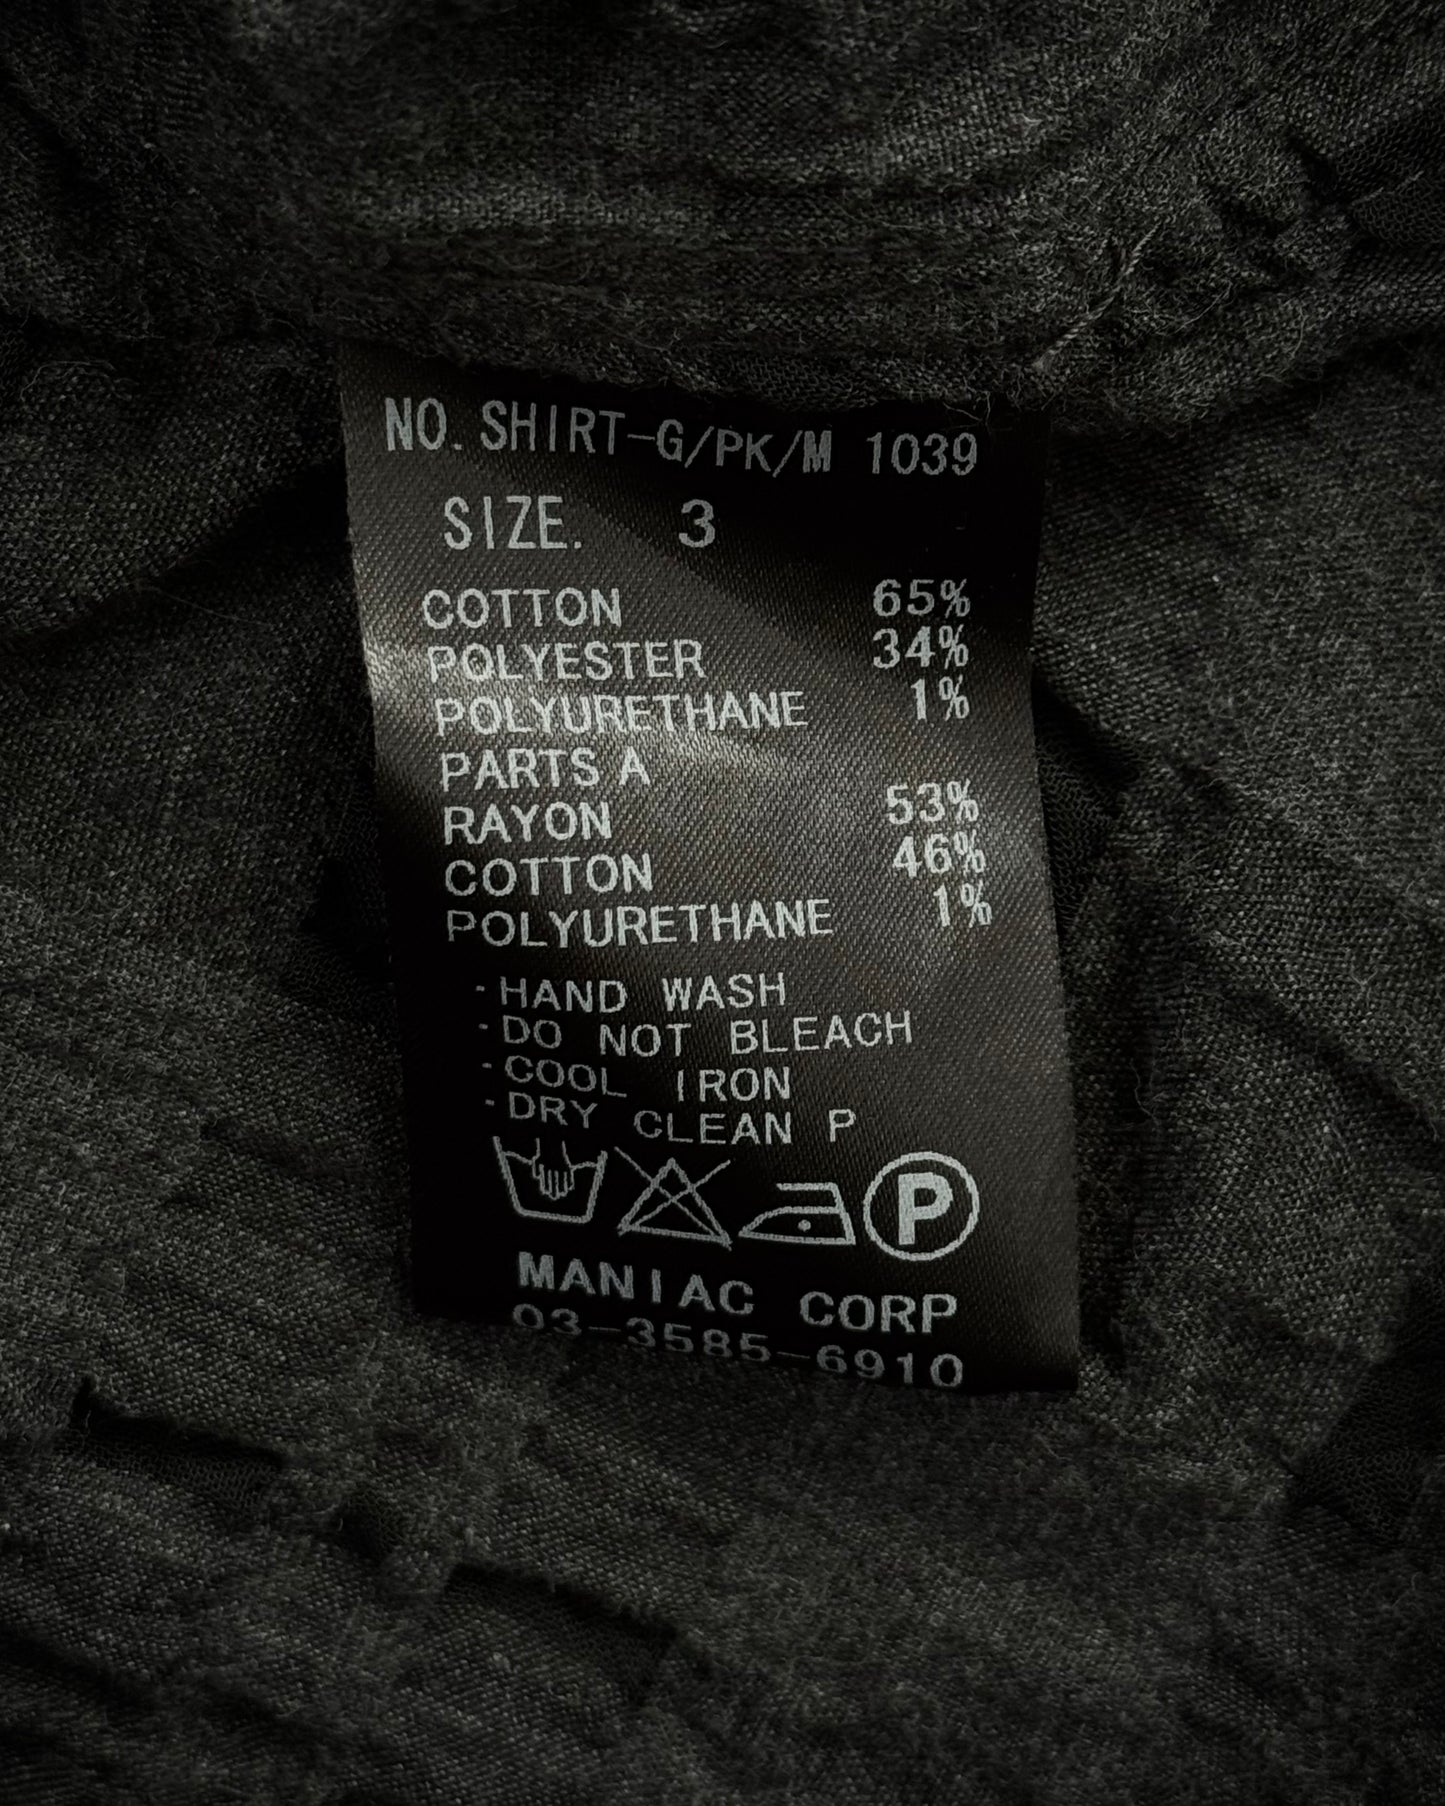 NO. SHIRT-G/PK/M 1039
SIZE. 3
COTTON 65%
POLYESTER 34%
POLYURETHANE 1%
PARTS A
RAYON 53%
COTTON 46%
POLYURETHANE 1%
·HAND WASH
·DO NOT BLEACH
·COOL IRON
·DRY CLEAN P
P
MANIAC CORP
03-3585-6910